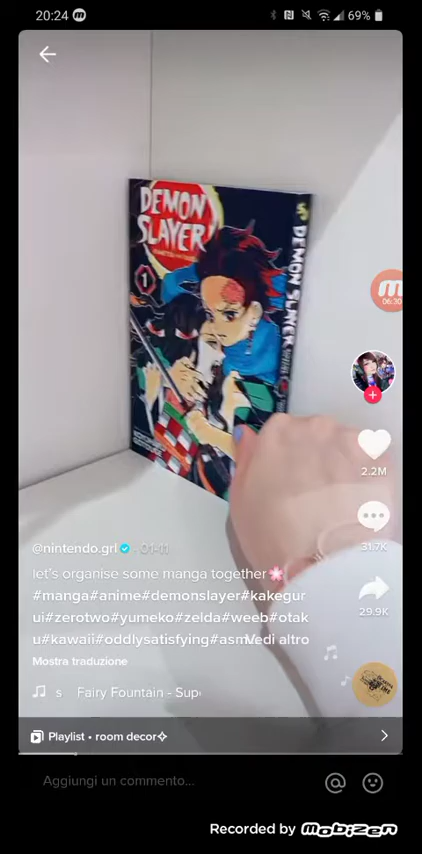 20:24
69%
DEMON
SLAYER
1
DEMON SLAYER
06:30
2.2M
31.7K
29.9K
@nintendo.grl · 01-11
let's organise some manga together🌸
#manga#anime#demonslayer#kakegur
ui#zerotwo#yumeko#zelda#weeb#otak
u#kawaii#oddlysatisfying#asm Vedi altro
Mostra traduzione
s Fairy Fountain - Sup
Playlist • room decor✧
Aggiungi un commento...
Recorded by Mobizen